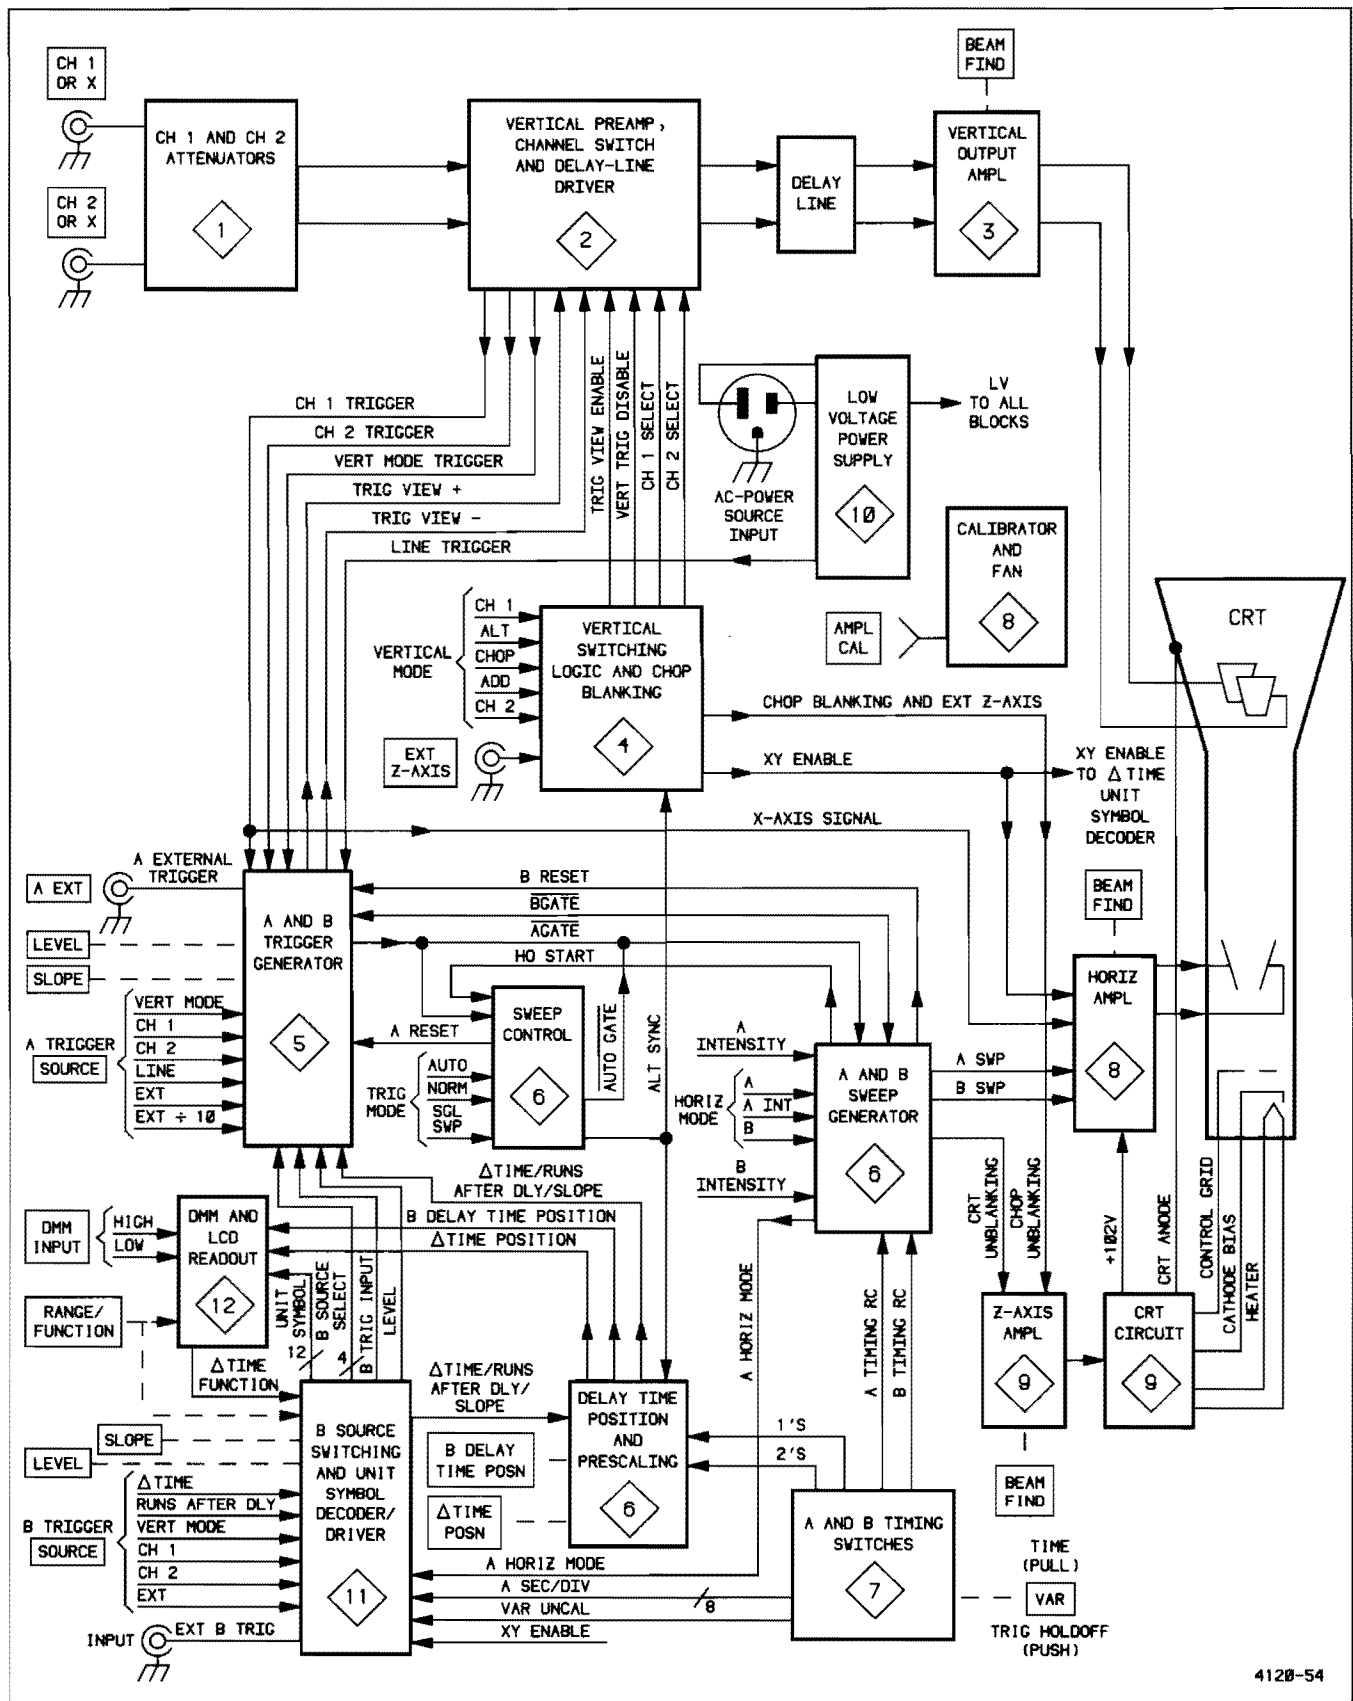 CH 1
OR X
CH 2
OR X
CH 1 AND CH 2
ATTENUATORS
1
VERTICAL PREAMP,
CHANNEL SWITCH
AND DELAY-LINE
DRIVER
2
DELAY
LINE
BEAM
FIND
VERTICAL
OUTPUT
AMPL
3
CH 1 TRIGGER
CH 2 TRIGGER
VERT MODE TRIGGER
TRIG VIEW +
TRIG VIEW -
LINE TRIGGER
TRIG VIEW ENABLE
VERT TRIG DISABLE
CH 1 SELECT
CH 2 SELECT
AC-POWER
SOURCE
INPUT
LOW
VOLTAGE
POWER
SUPPLY
10
LV
TO ALL
BLOCKS
CALIBRATOR
AND
FAN
8
AMPL
CAL
CRT
VERTICAL
MODE
CH 1
ALT
CHOP
ADD
CH 2
EXT
Z-AXIS
VERTICAL
SWITCHING
LOGIC AND CHOP
BLANKING
4
CHOP BLANKING AND EXT Z-AXIS
XY ENABLE
XY ENABLE
TO Δ TIME
UNIT
SYMBOL
DECODER
X-AXIS SIGNAL
A EXTERNAL
TRIGGER
A EXT
LEVEL
SLOPE
A TRIGGER
SOURCE
VERT MODE
CH 1
CH 2
LINE
EXT
EXT ÷ 10
A AND B
TRIGGER
GENERATOR
5
B RESET
BGATE
AGATE
HO START
A RESET
SWEEP
CONTROL
6
TRIG
MODE
AUTO
NORM
SGL
SWP
AUTO GATE
ALT SYNC
A
INTENSITY
HORIZ
MODE
A
A INT
B
B
INTENSITY
A AND B
SWEEP
GENERATOR
6
A SWP
B SWP
BEAM
FIND
HORIZ
AMPL
8
CRT
UNBLANKING
CHOP
UNBLANKING
+102V
CRT ANODE
CONTROL GRID
CATHODE BIAS
HEATER
ΔTIME/RUNS
AFTER DLY/SLOPE
B DELAY TIME POSITION
ΔTIME POSITION
DMM
INPUT
HIGH
LOW
DMM AND
LCD
READOUT
12
RANGE/
FUNCTION
UNIT
SYMBOL
12
B SOURCE
SELECT
4
B TRIG INPUT
LEVEL
ΔTIME
FUNCTION
A HORIZ MODE
A TIMING RC
B TIMING RC
Z-AXIS
AMPL
9
CRT
CIRCUIT
9
BEAM
FIND
ΔTIME/RUNS
AFTER DLY/
SLOPE
DELAY TIME
POSITION
AND
PRESCALING
6
B DELAY
TIME POSN
ΔTIME
POSN
1'S
2'S
SLOPE
LEVEL
B TRIGGER
SOURCE
ΔTIME
RUNS AFTER DLY
VERT MODE
CH 1
CH 2
EXT
INPUT
EXT B TRIG
B SOURCE
SWITCHING
AND UNIT
SYMBOL
DECODER/
DRIVER
11
A HORIZ MODE
A SEC/DIV
8
VAR UNCAL
XY ENABLE
A AND B TIMING
SWITCHES
7
TIME
(PULL)
VAR
TRIG HOLDOFF
(PUSH)
4120-54